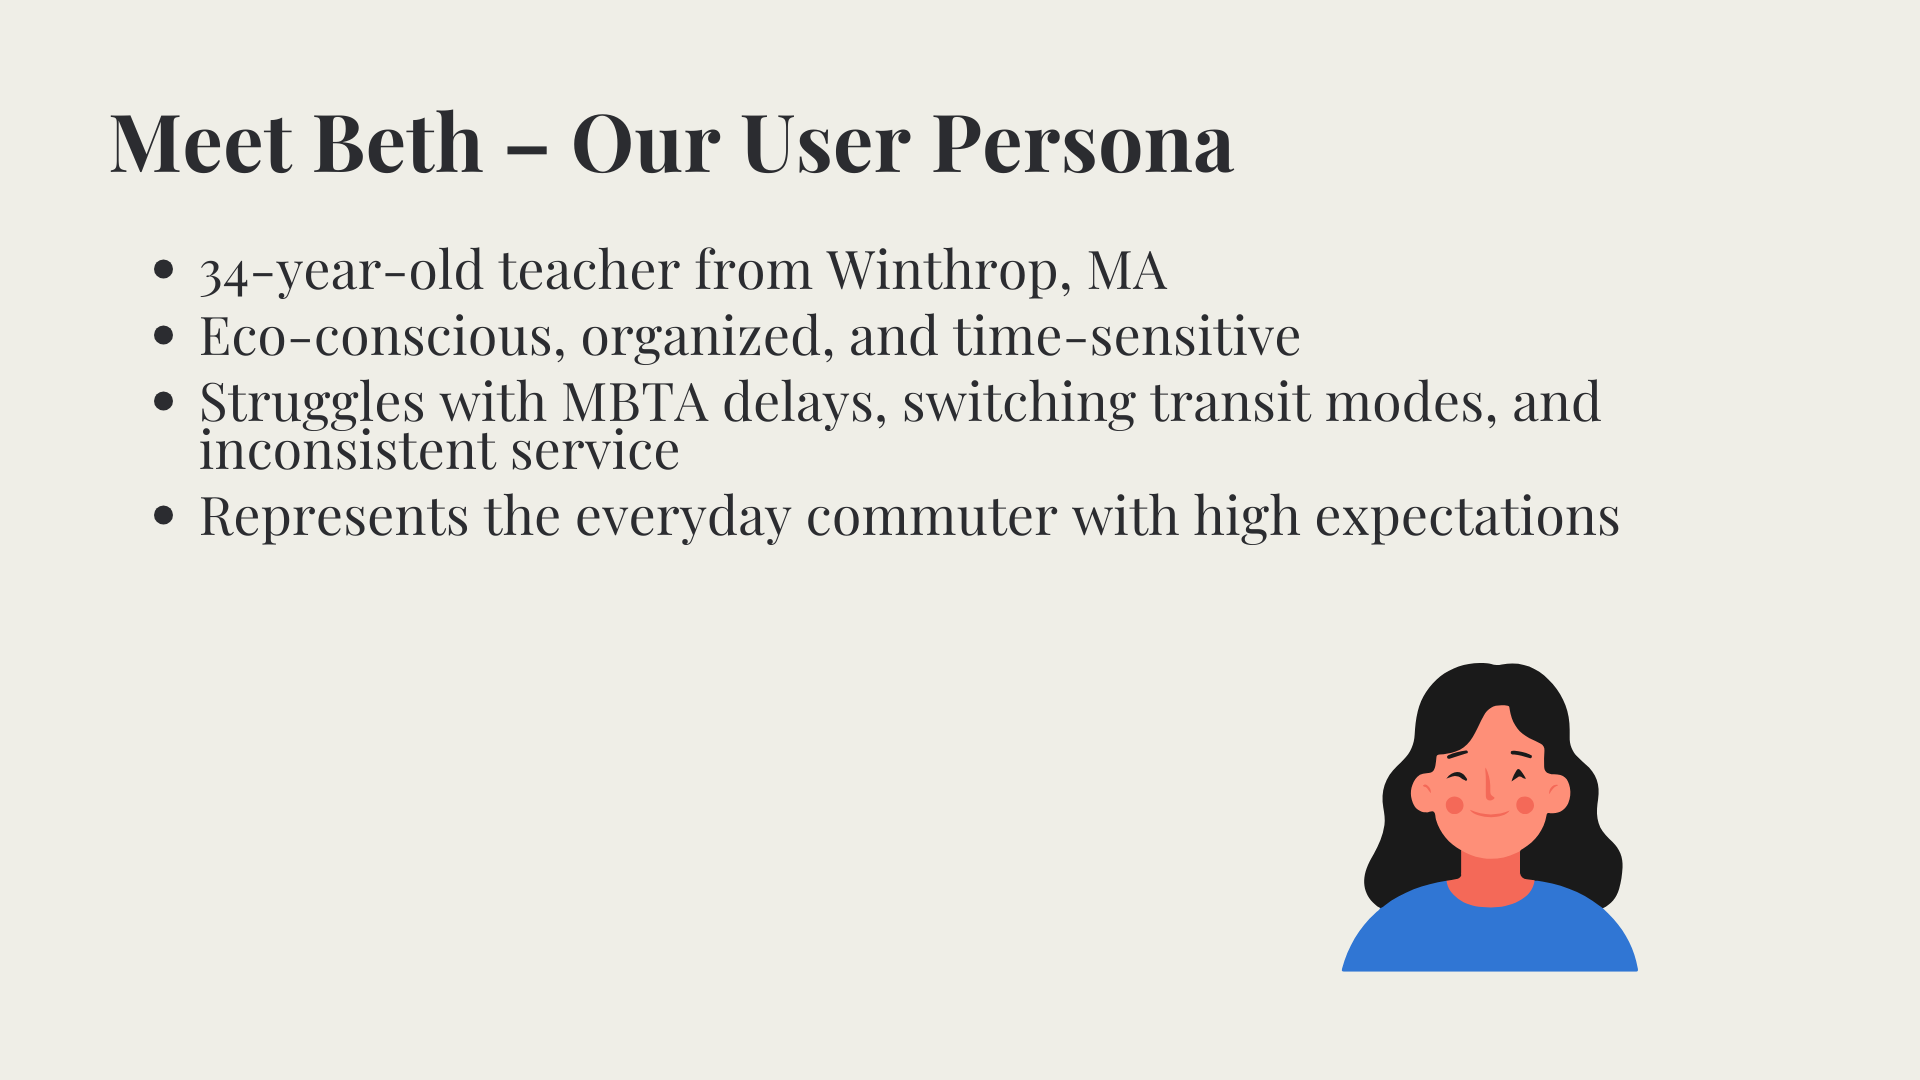 Meet Beth – Our User Persona
• 34-year-old teacher from Winthrop, MA
• Eco-conscious, organized, and time-sensitive
• Struggles with MBTA delays, switching transit modes, and
inconsistent service
• Represents the everyday commuter with high expectations